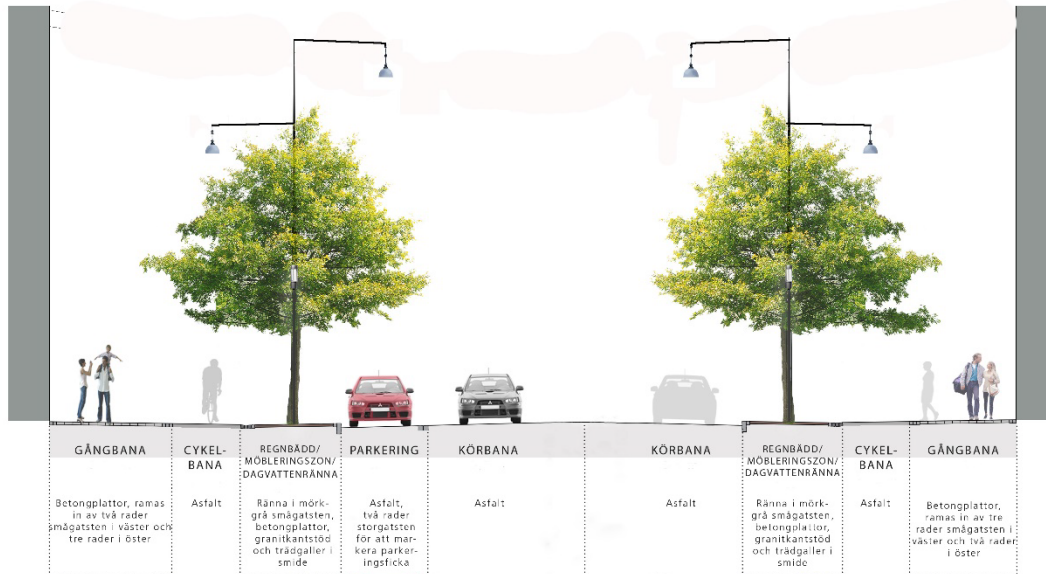 GÅNGBANA
Betongplattor, ramas
in av två rader
smågatsten i väster och
tre rader i öster
CYKEL-
BANA
Asfalt
REGNBÄDD/
MÖBLERINGSZON/
DAGVATTENRÄNNA
Ränna i mörk-
grå smågatsten,
betongplattor,
granitkantstöd
och trädgaller i
smide
PARKERING
Asfalt,
två rader
storgatsten
för att mar-
kera parker-
ingsficka
KÖRBANA
Asfalt
KÖRBANA
Asfalt
REGNBÄDD/
MÖBLERINGSZON/
DAGVATTENRÄNNA
Ränna i mörk-
grå smågatsten,
betongplattor,
granitkantstöd
och trädgaller i
smide
CYKEL-
BANA
Asfalt
GÅNGBANA
Betongplattor,
ramas in av tre
rader smågatsten i
väster och två rader
i öster